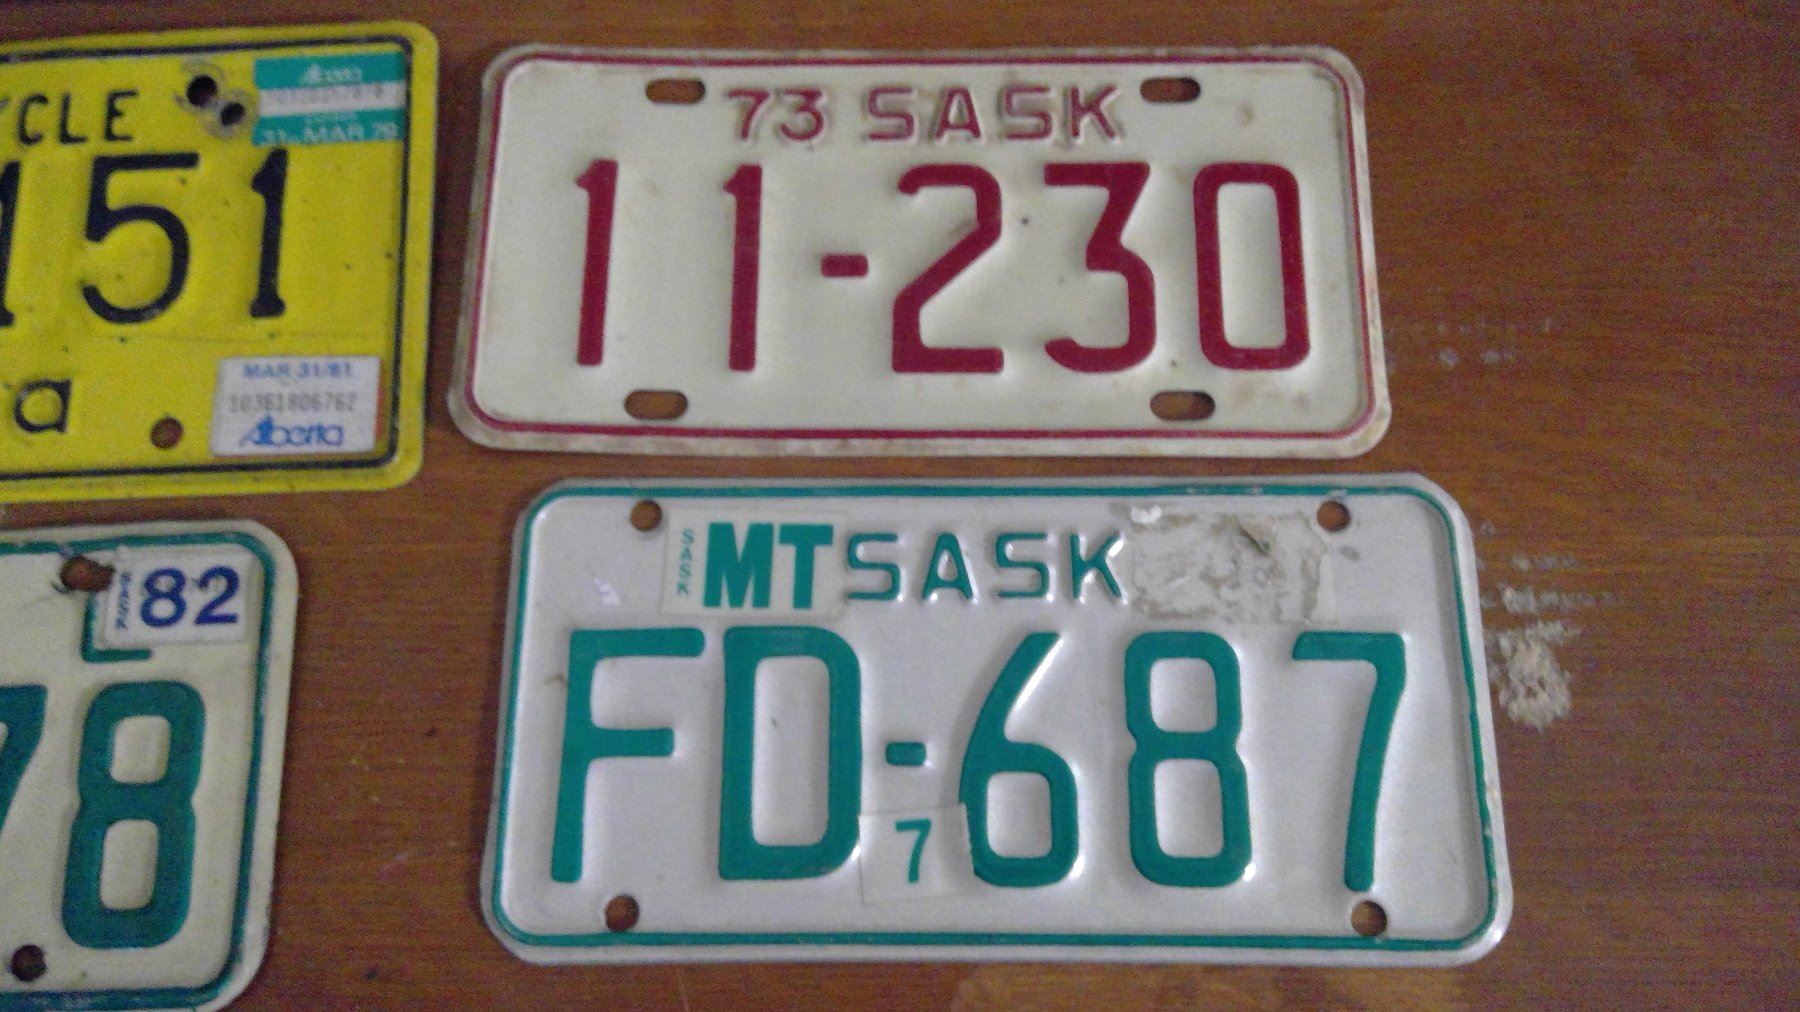 CLE
Alberta
31-MAR 79
151
MAR 31/81
10361806762
Alberta
a
73 SASK
11-230
SASK
82
78
SASK
MT SASK
FD-687
7